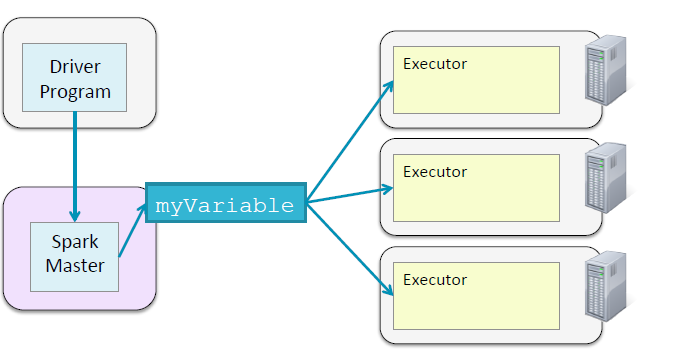 Driver
Program
Spark
Master
myVariable
Executor
Executor
Executor